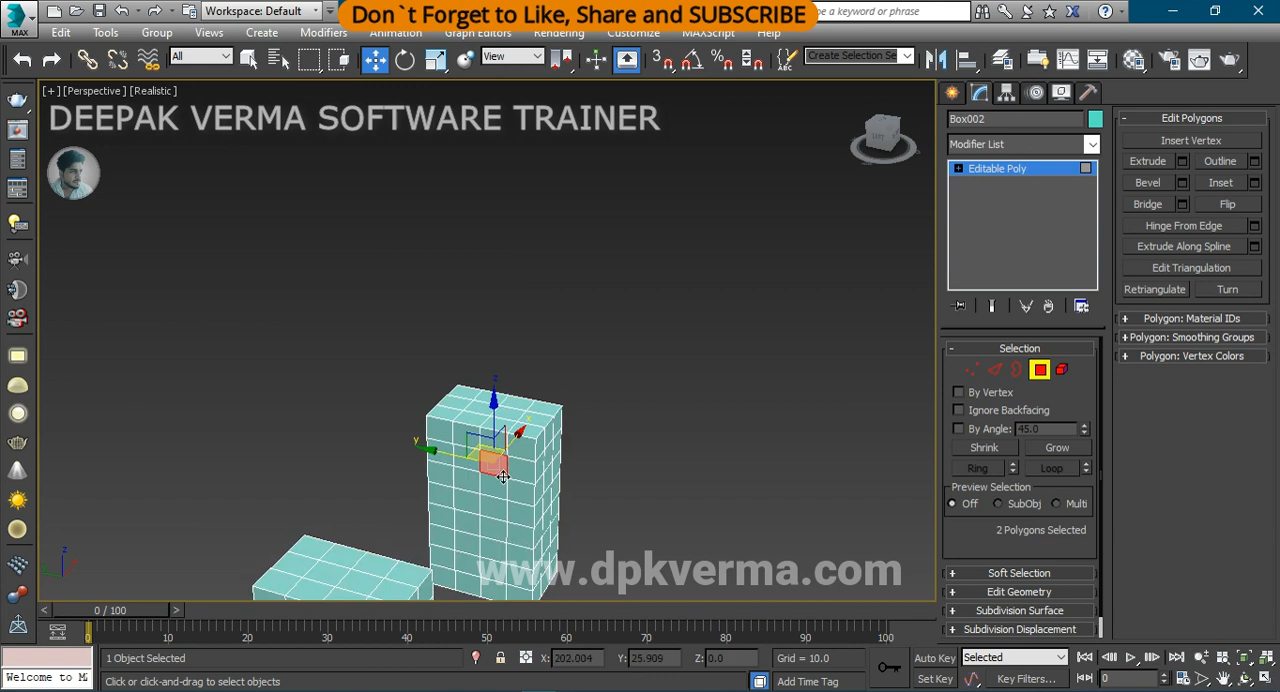 MAX
Workspace: Default
Don`t Forget to Like, Share and SUBSCRIBE
pe a keyword or phrase
Edit Tools Group Views Create Modifiers Animation Graph Editors Rendering Customize MAXScript Help
All View Create Selection Se
[+] [Perspective] [Realistic]
DEEPAK VERMA SOFTWARE TRAINER
Box002
Modifier List
Editable Poly
Edit Polygons
Insert Vertex
Extrude Outline
Bevel Inset
Bridge Flip
Hinge From Edge
Extrude Along Spline
Edit Triangulation
Retriangulate Turn
Polygon: Material IDs
Polygon: Smoothing Groups
Polygon: Vertex Colors
Selection
By Vertex
Ignore Backfacing
By Angle: 45.0
Shrink Grow
Ring Loop
Preview Selection
Off SubObj Multi
2 Polygons Selected
Soft Selection
Edit Geometry
Subdivision Surface
Subdivision Displacement
z
y
x
z
www.dpkverma.com
0 / 100
0 10 20 30 40 50 60 70 80 90 100
1 Object Selected X: 202.004 Y: 25.909 Z: 0.0 Grid = 10.0 Auto Key Selected
Welcome to M
Click or click-and-drag to select objects Add Time Tag Set Key Key Filters... 0